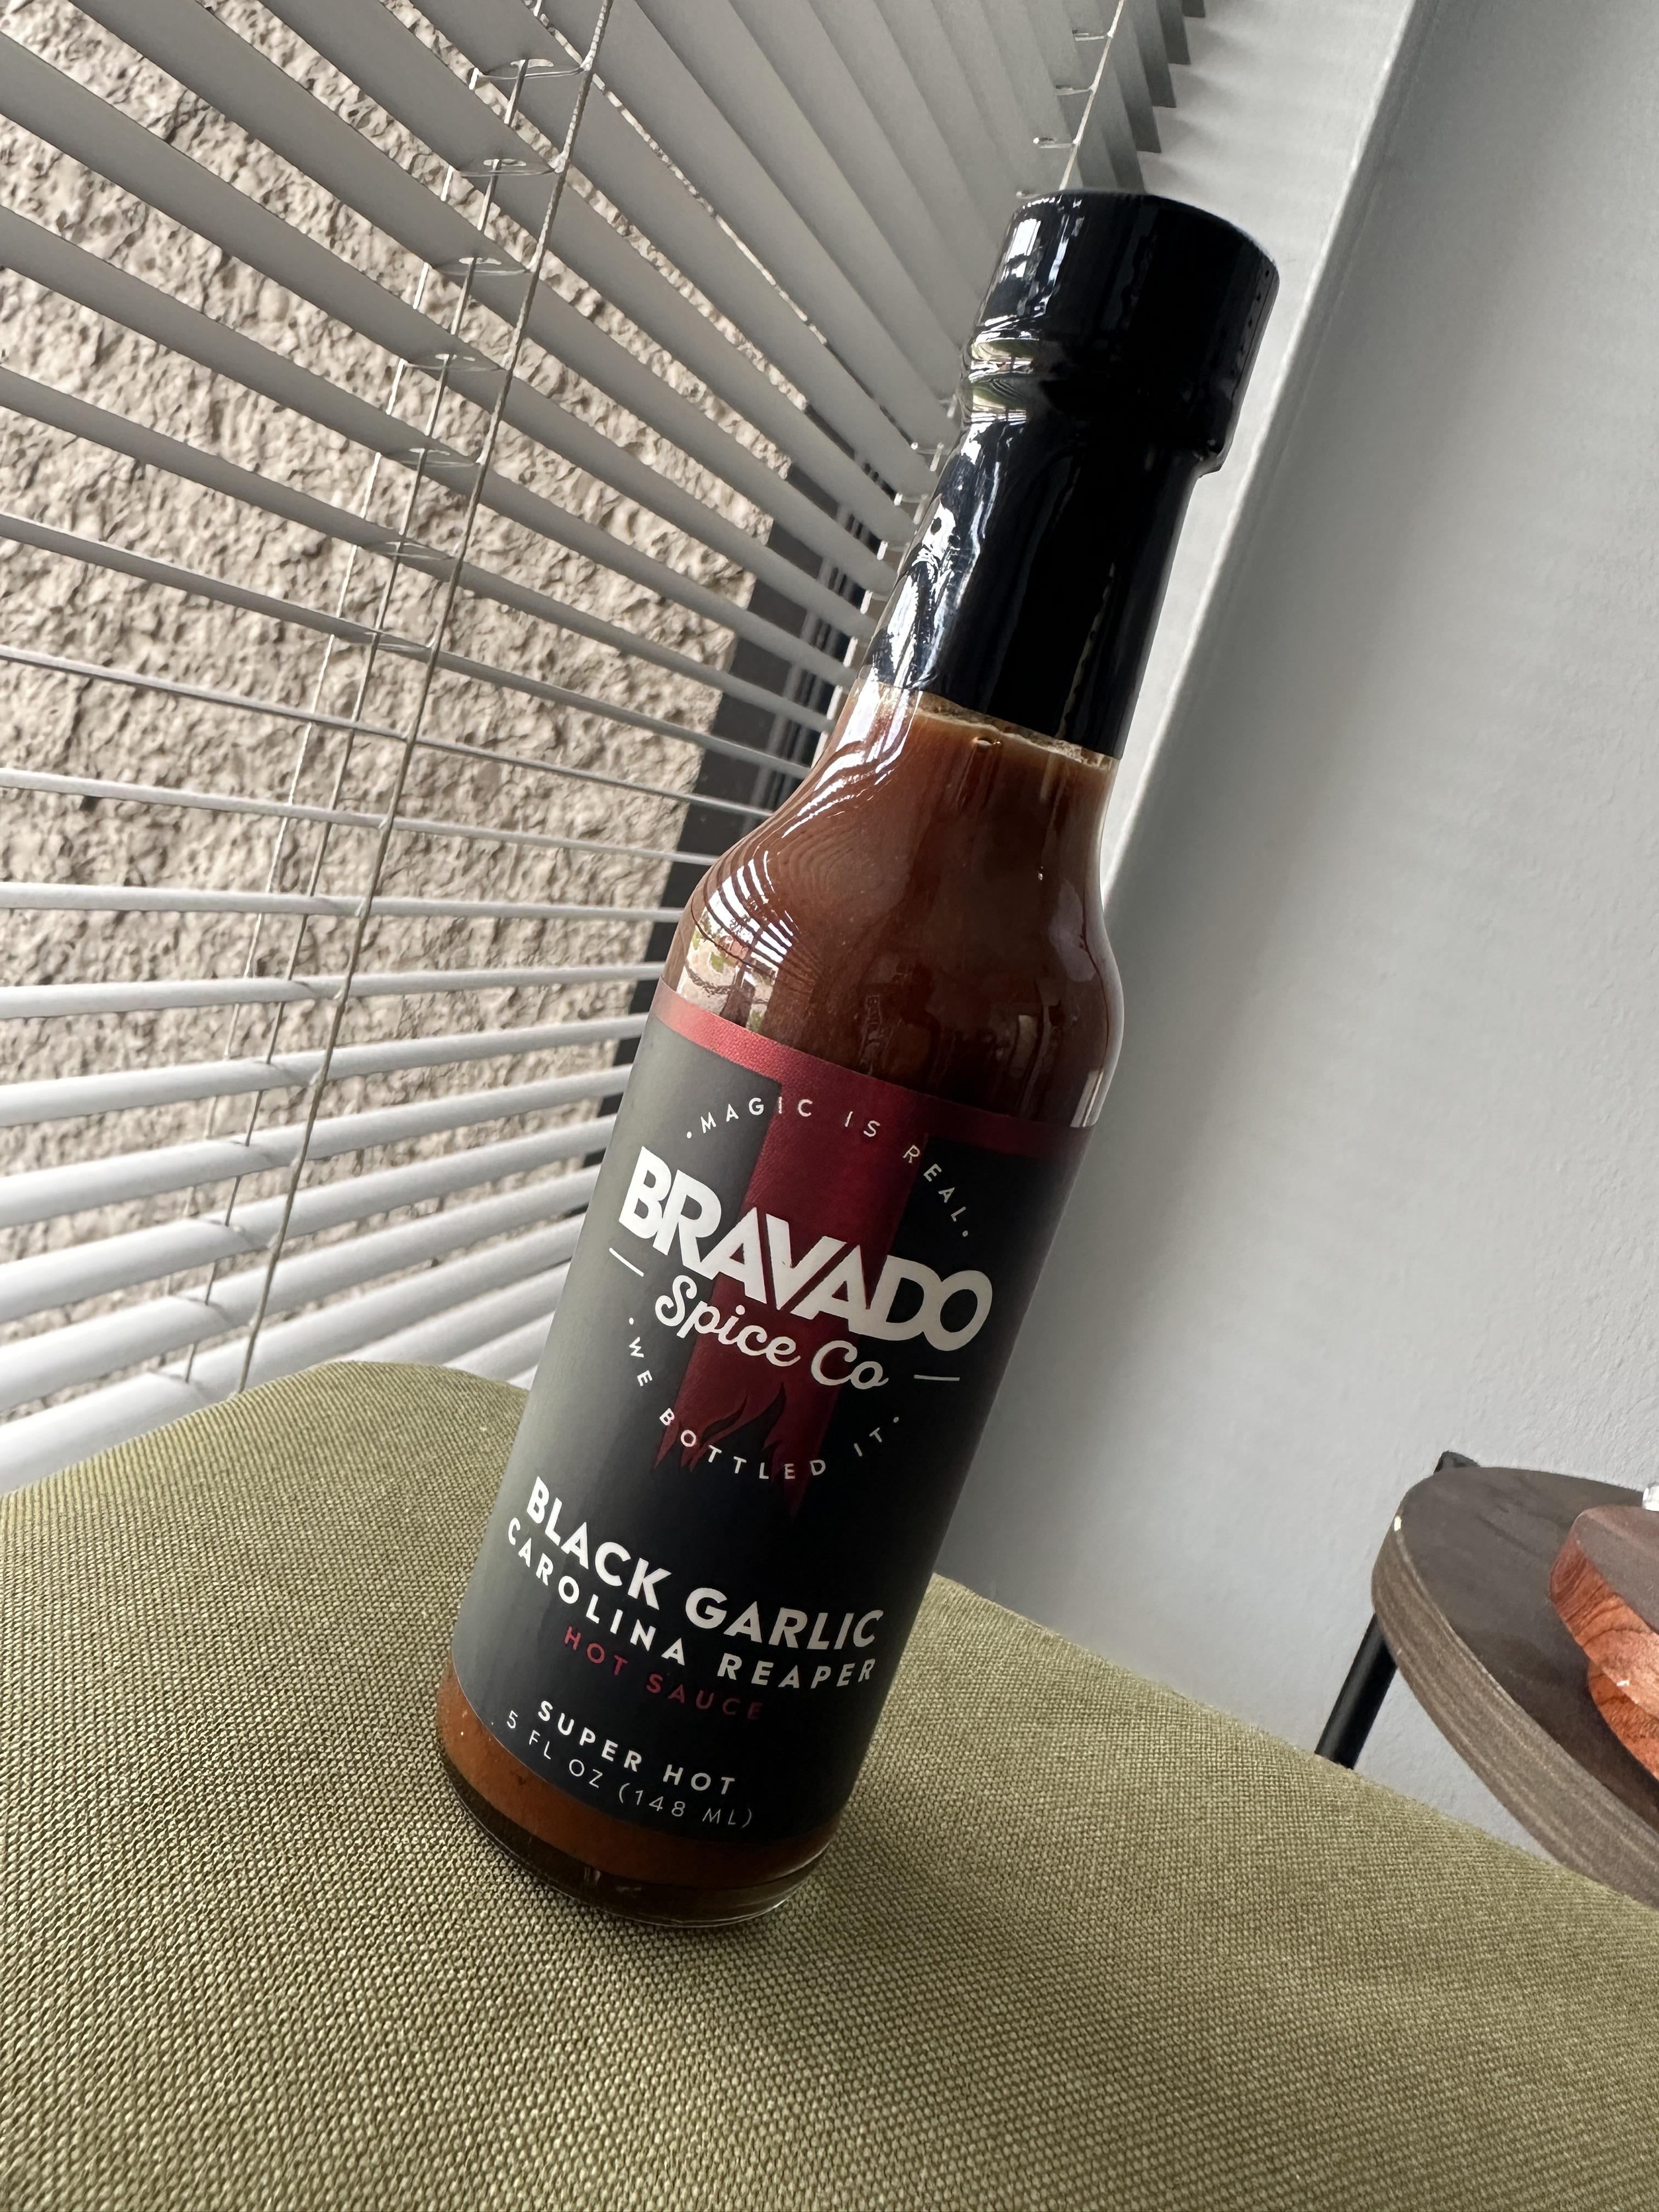 • MAGIC IS REAL •
BRAVADO
Spice Co
• WE BOTTLED IT •
BLACK GARLIC
CAROLINA REAPER
HOT SAUCE
SUPER HOT
5 FL OZ (148 ML)